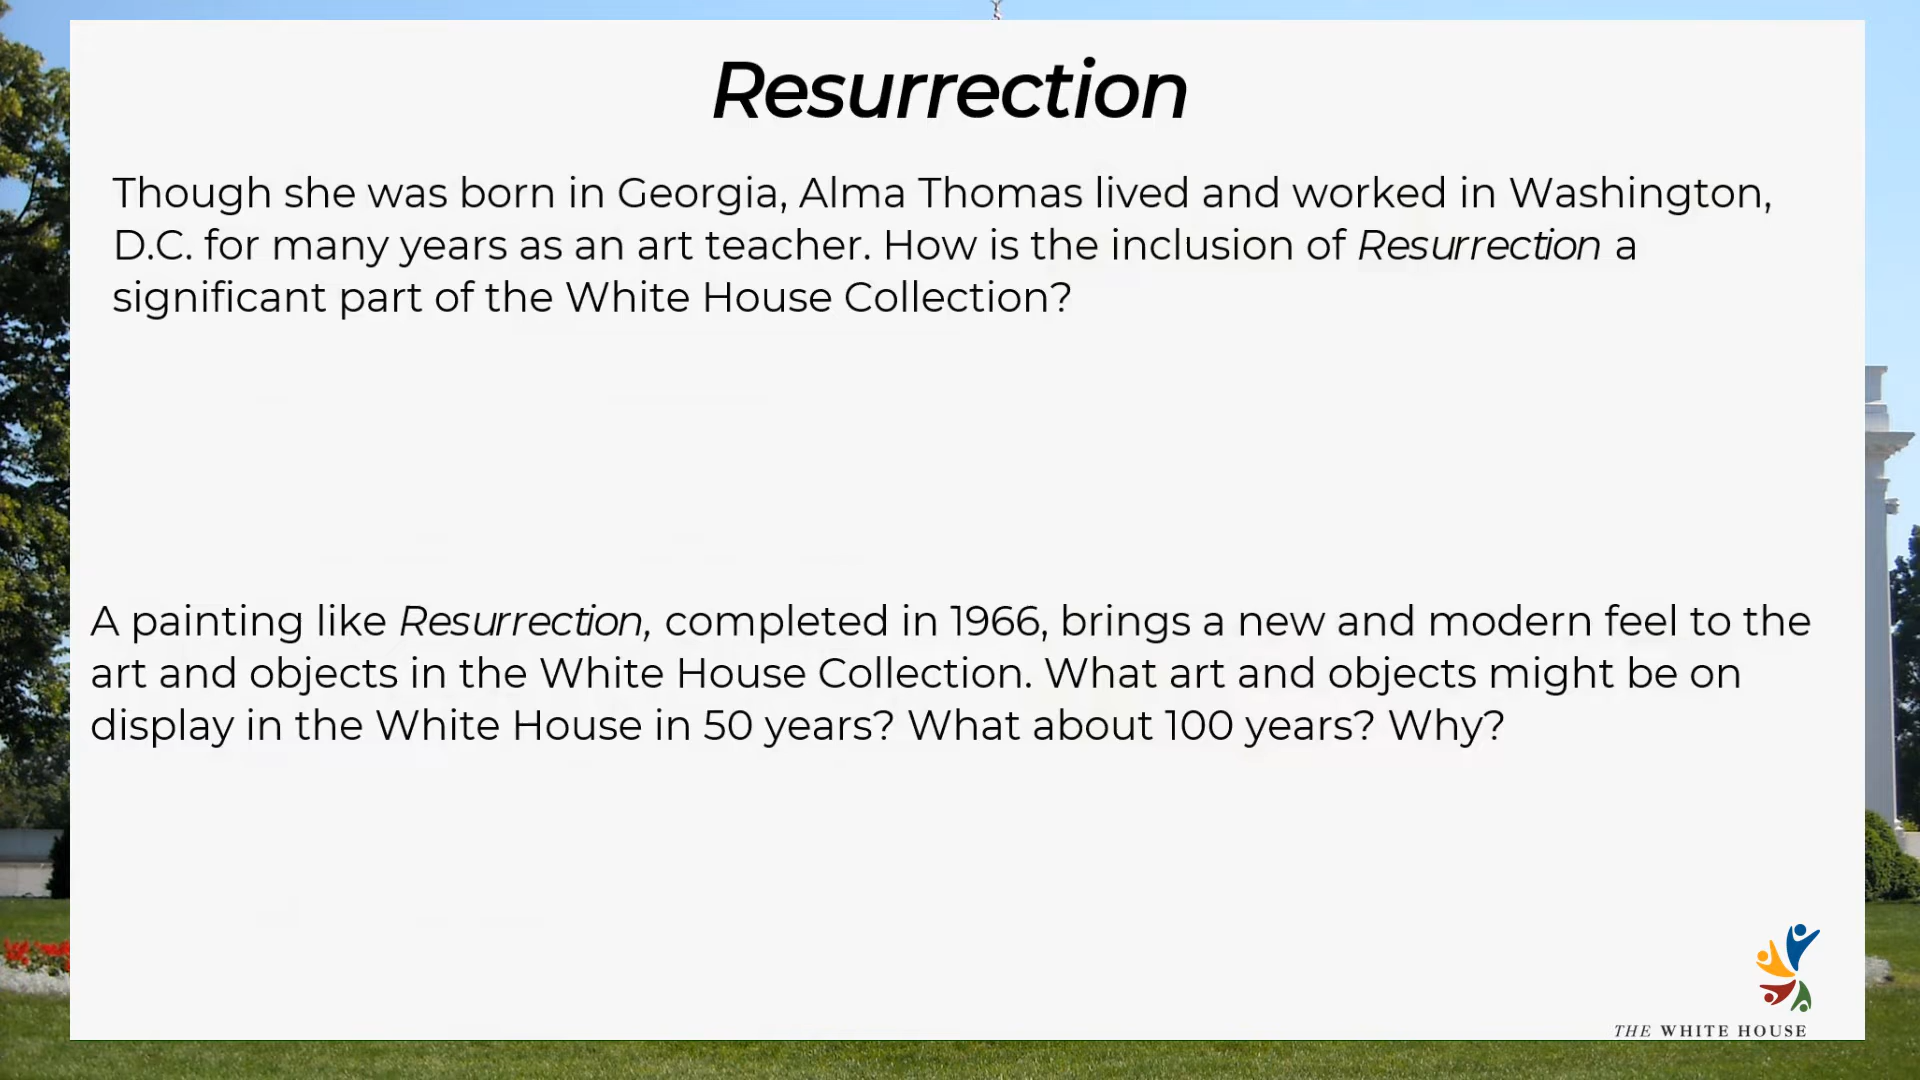 Resurrection
Though she was born in Georgia, Alma Thomas lived and worked in Washington,
D.C. for many years as an art teacher. How is the inclusion of Resurrection a
significant part of the White House Collection?
A painting like Resurrection, completed in 1966, brings a new and modern feel to the
art and objects in the White House Collection. What art and objects might be on
display in the White House in 50 years? What about 100 years? Why?
THE WHITE HOUSE